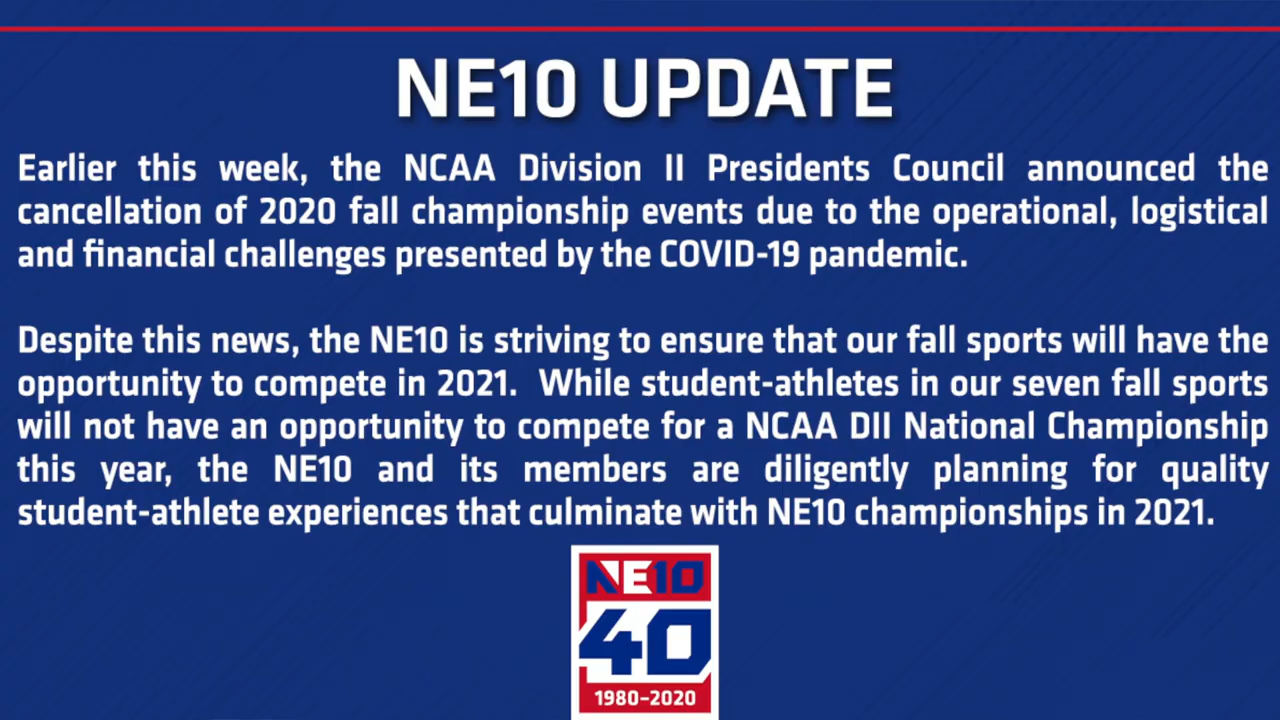 NE10 UPDATE
Earlier this week, the NCAA Division II Presidents Council announced the
cancellation of 2020 fall championship events due to the operational, logistical
and financial challenges presented by the COVID-19 pandemic.
Despite this news, the NE10 is striving to ensure that our fall sports will have the
opportunity to compete in 2021.  While student-athletes in our seven fall sports
will not have an opportunity to compete for a NCAA DII National Championship
this year, the NE10 and its members are diligently planning for quality
student-athlete experiences that culminate with NE10 championships in 2021.
NE10
40
1980-2020